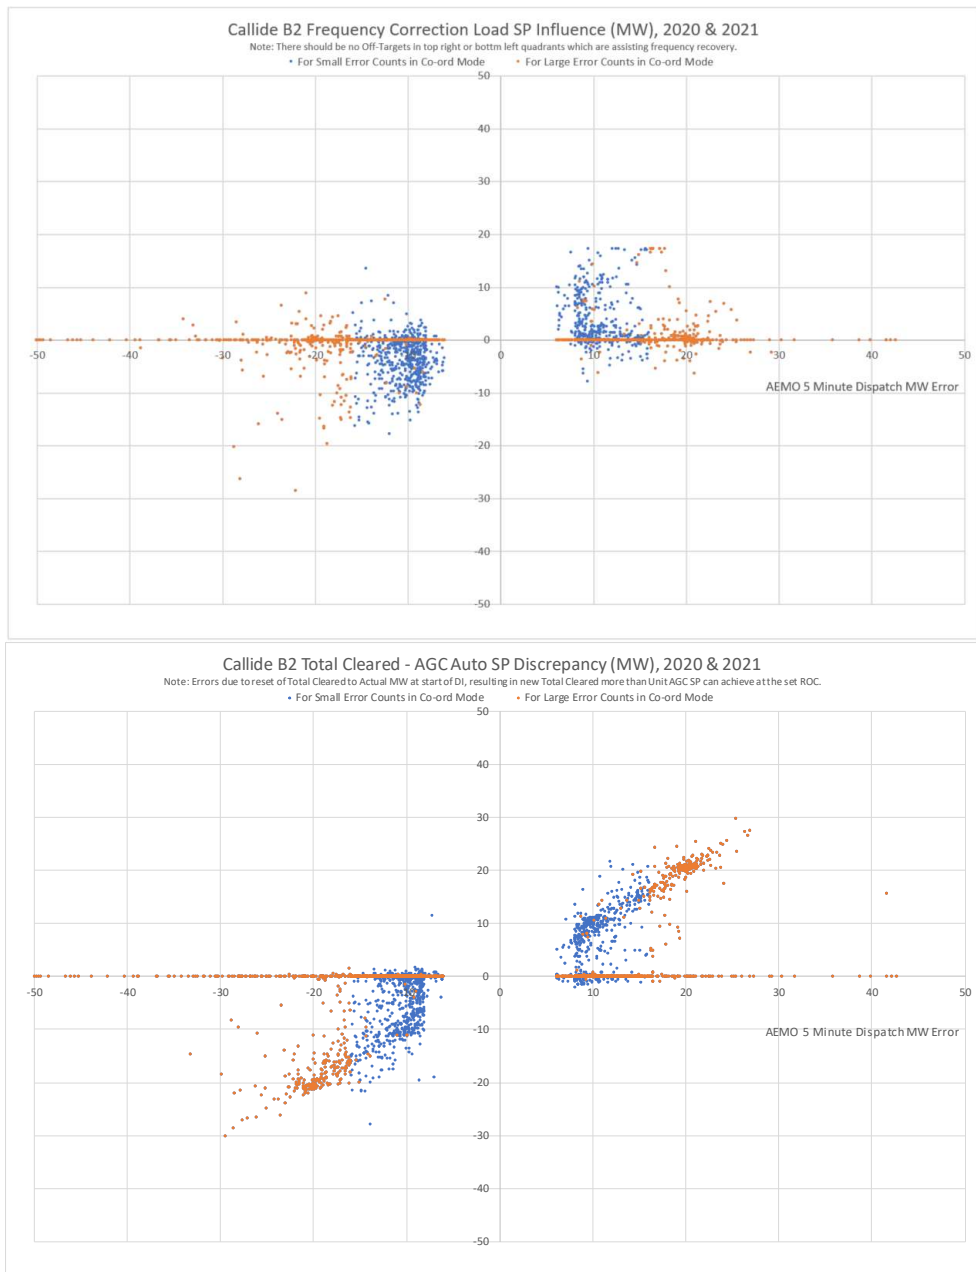 Callide B2 Frequency Correction Load SP Influence (MW), 2020 & 2021
Note: There should be no Off-Targets in top right or bottm left quadrants which are assisting frequency recovery.
For Small Error Counts in Co-ord Mode For Large Error Counts in Co-ord Mode
50
40
30
20
10
0
-50 -40 -30 -20 -10 0 10 20 30 40 50
AEMO 5 Minute Dispatch MW Error
-10
-20
-30
-40
-50
Callide B2 Total Cleared - AGC Auto SP Discrepancy (MW), 2020 & 2021
Note: Errors due to reset of Total Cleared to Actual MW at start of DI, resulting in new Total Cleared more than Unit AGC SP can achieve at the set ROC.
For Small Error Counts in Co-ord Mode For Large Error Counts in Co-ord Mode
50
40
30
20
10
0
-50 -40 -30 -20 -10 0 10 20 30 40 50
-10
AEMO 5 Minute Dispatch MW Error
-20
-30
-40
-50